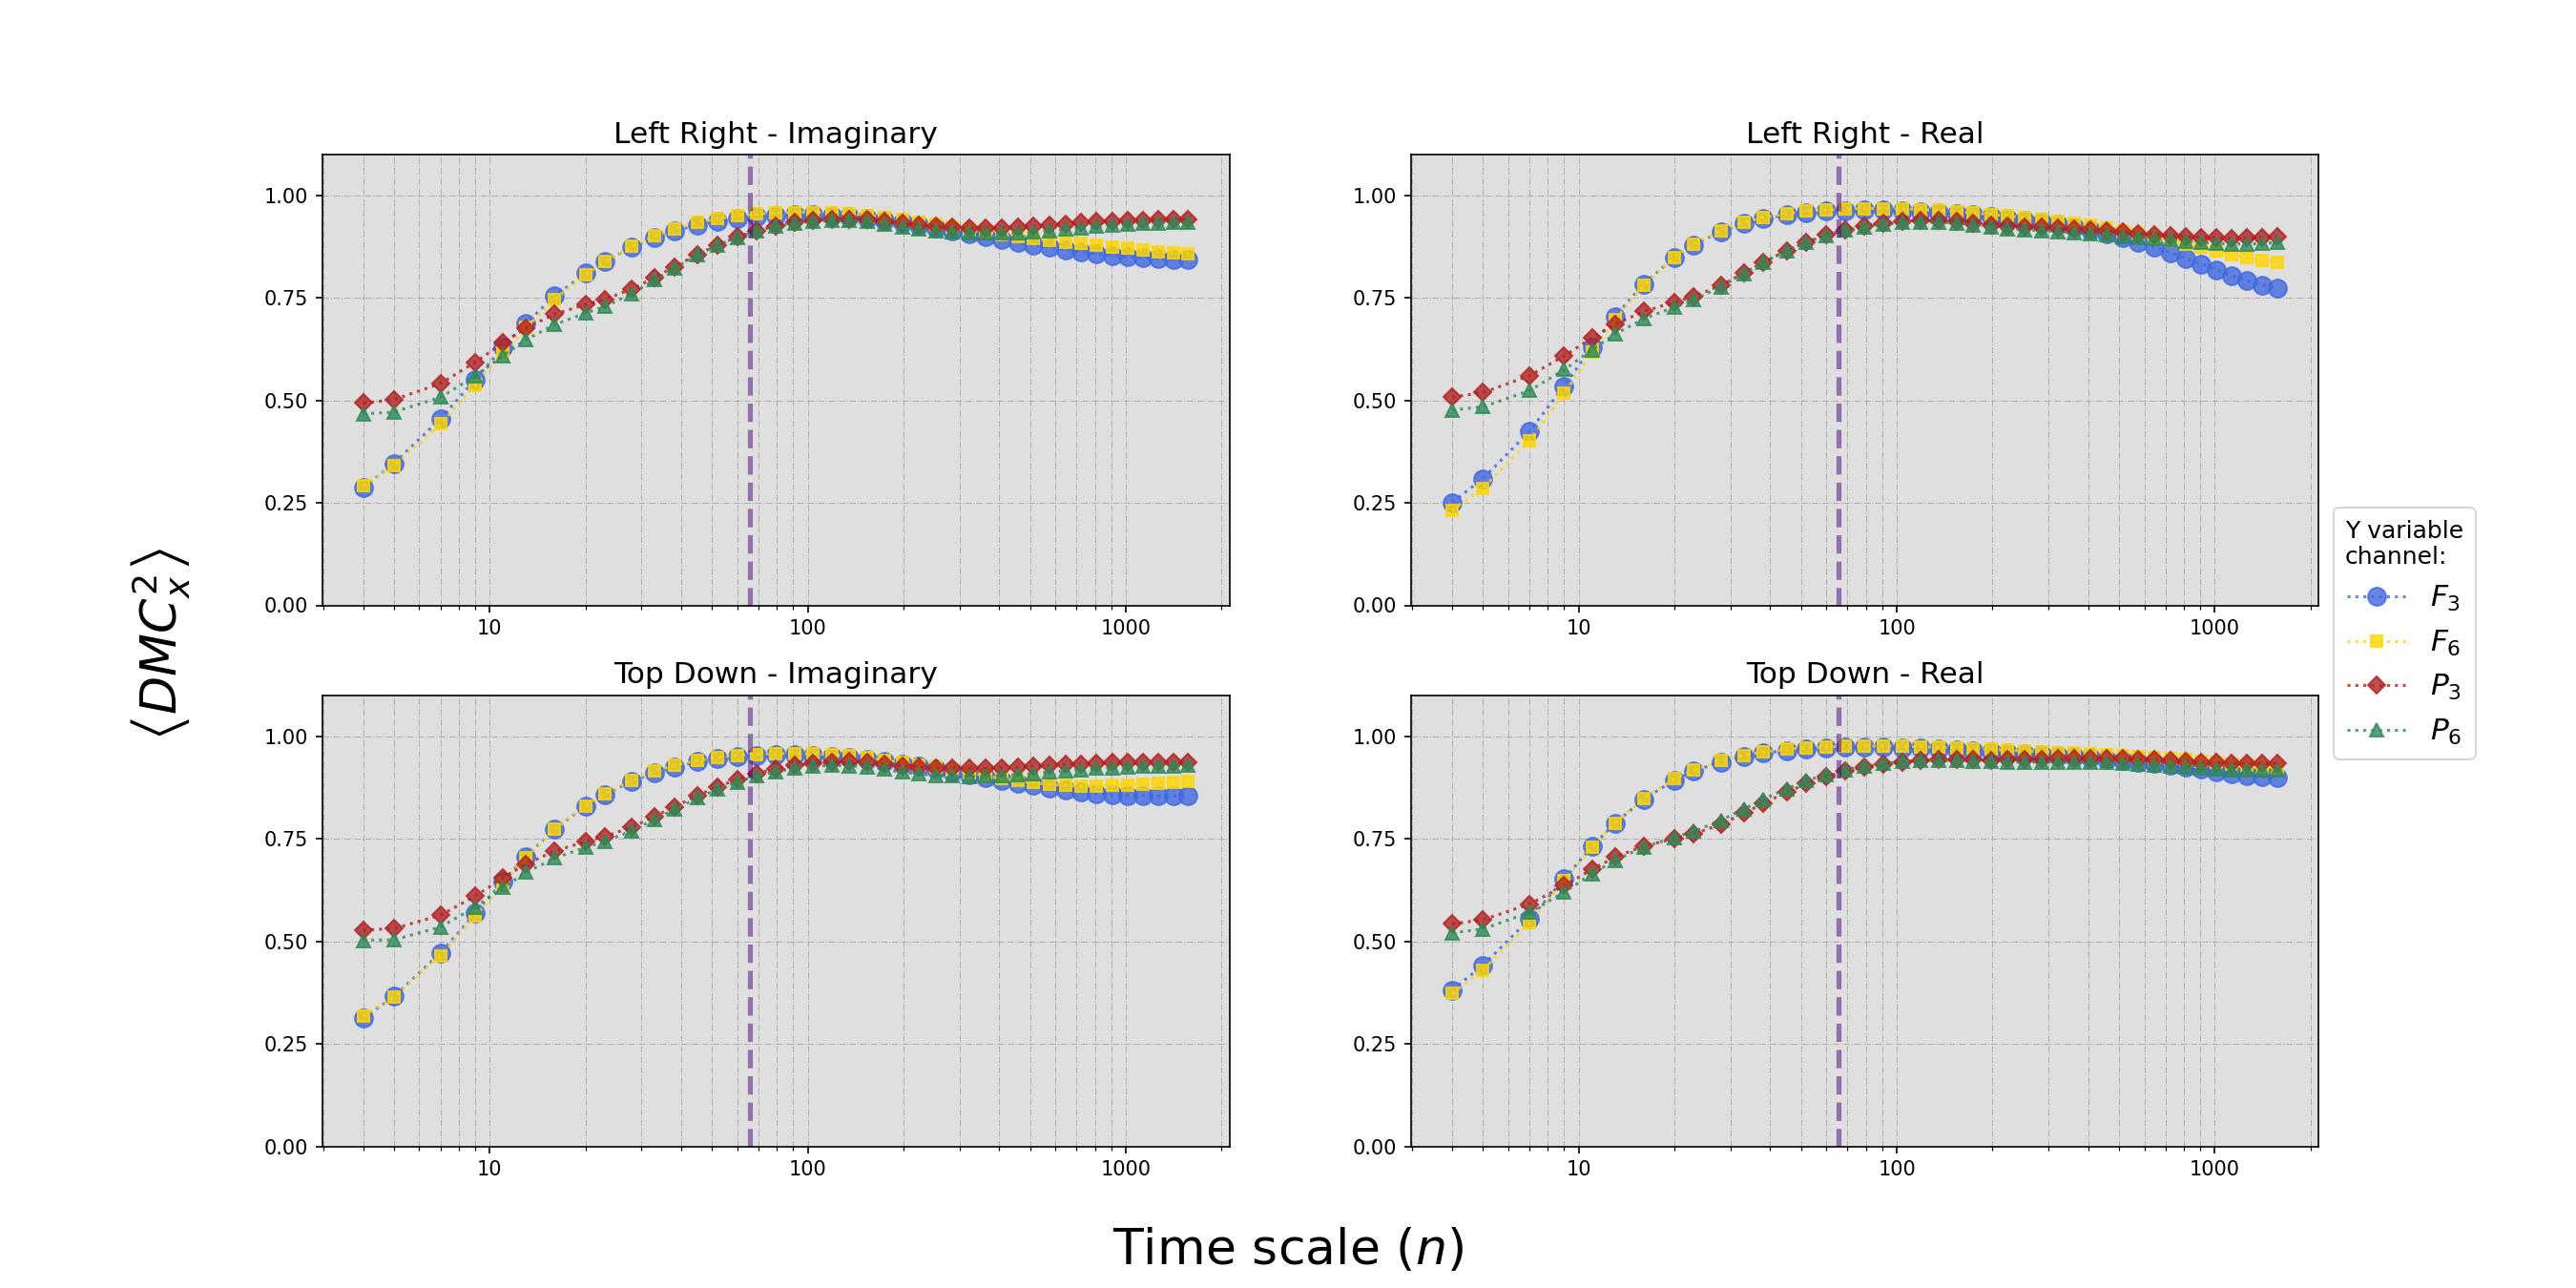 Left Right - Imaginary
1.00
0.75
0.50
0.25
0.00
10 100 1000
Left Right - Real
1.00
0.75
0.50
0.25
0.00
10 100 1000
Top Down - Imaginary
1.00
0.75
0.50
0.25
0.00
10 100 1000
Top Down - Real
1.00
0.75
0.50
0.25
0.00
10 100 1000
⟨DMC²ₓ⟩
Time scale (n)
Y variable
channel:
F₃
F₆
P₃
P₆